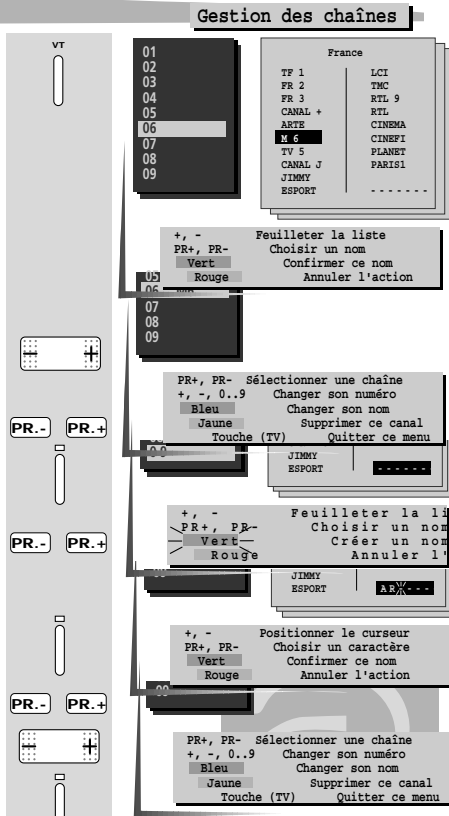 Gestion des chaînes
VT
01
02
03
04
05
06
07
08
09
France
TF 1 LCI
FR 2 TMC
FR 3 RTL 9
CANAL + RTL
ARTE CINEMA
M 6 CINEFI
TV 5 PLANET
CANAL J PARIS1
JIMMY
ESPORT - - - - - - -
+, - Feuilleter la liste
PR+, PR- Choisir un nom
Vert Confirmer ce nom
Rouge Annuler l'action
05
06
07
08
09
- +
PR+, PR- Sélectionner une chaîne
+, -, 0..9 Changer son numéro
Bleu Changer son nom
Jaune Supprimer ce canal
Touche (TV) Quitter ce menu
PR.- PR.+
JIMMY
ESPORT - - - - - -
+, - Feuilleter la li
PR+, PR- Choisir un nom
Vert Créer un nom
Rouge Annuler l'
PR.- PR.+
JIMMY
ESPORT AR - - -
+, - Positionner le curseur
PR+, PR- Choisir un caractère
Vert Confirmer ce nom
Rouge Annuler l'action
09
PR.- PR.+
- +
PR+, PR- Sélectionner une chaîne
+, -, 0..9 Changer son numéro
Bleu Changer son nom
Jaune Supprimer ce canal
Touche (TV) Quitter ce menu